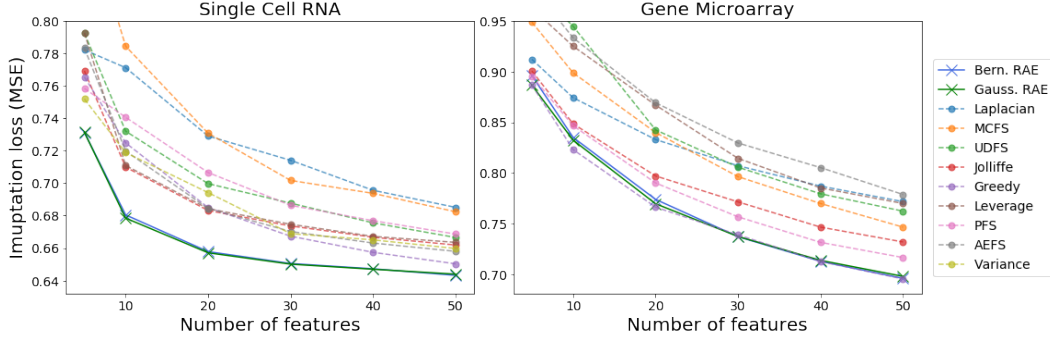 Single Cell RNA
Gene Microarray
Imuptation loss (MSE)
0.80
0.78
0.76
0.74
0.72
0.70
0.68
0.66
0.64
10
20
30
40
50
Number of features
0.95
0.90
0.85
0.80
0.75
0.70
10
20
30
40
50
Number of features
Bern. RAE
Gauss. RAE
Laplacian
MCFS
UDFS
Jolliffe
Greedy
Leverage
PFS
AEFS
Variance